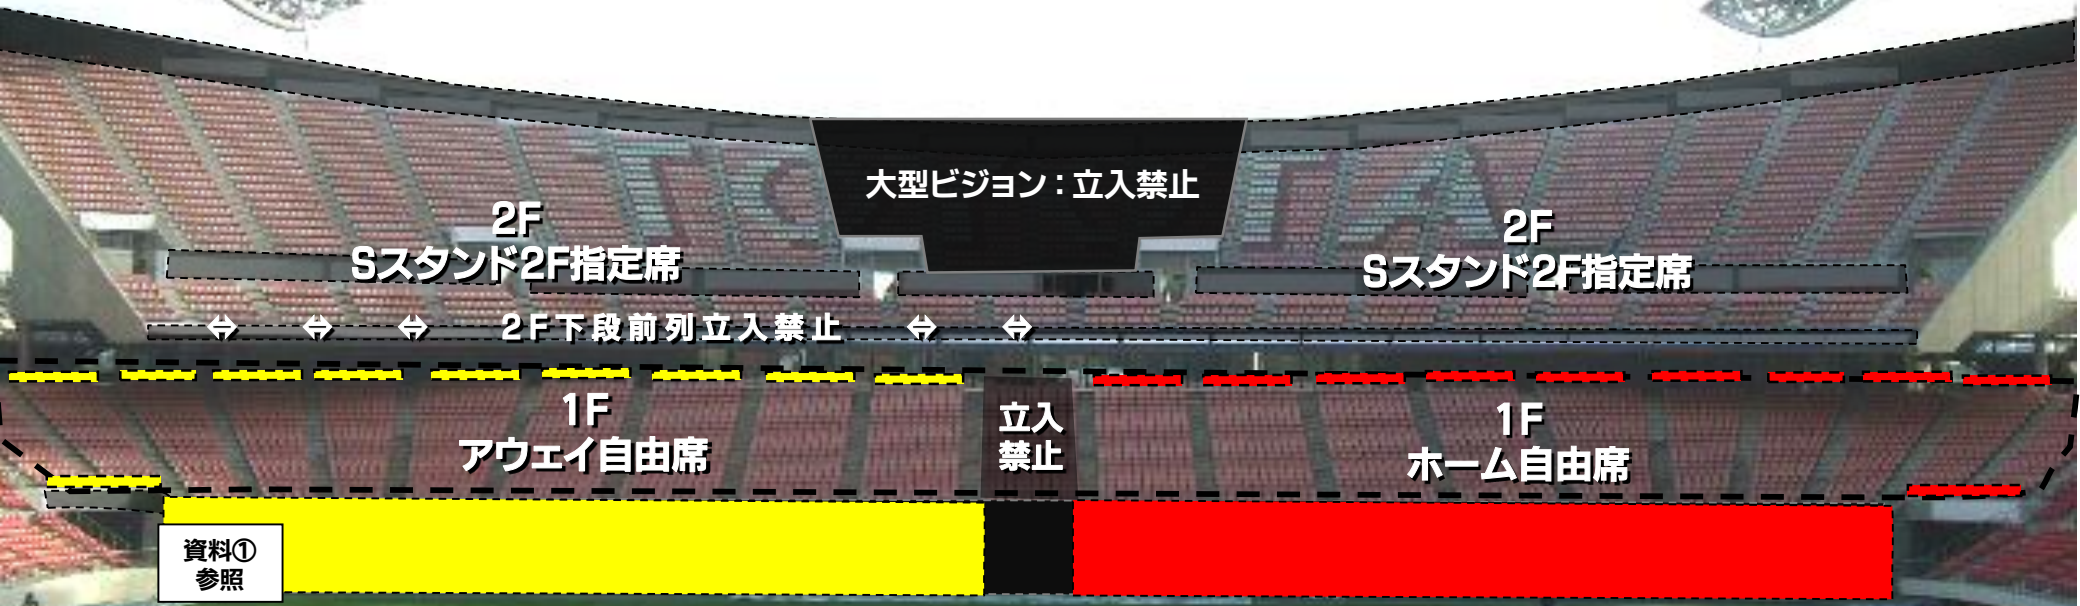 大型ビジョン：立入禁止
2F
Sスタンド2F指定席
2F
Sスタンド2F指定席
2F下段前列立入禁止
1F
アウェイ自由席
立入
禁止
1F
ホーム自由席
資料①
参照
TOYOTA